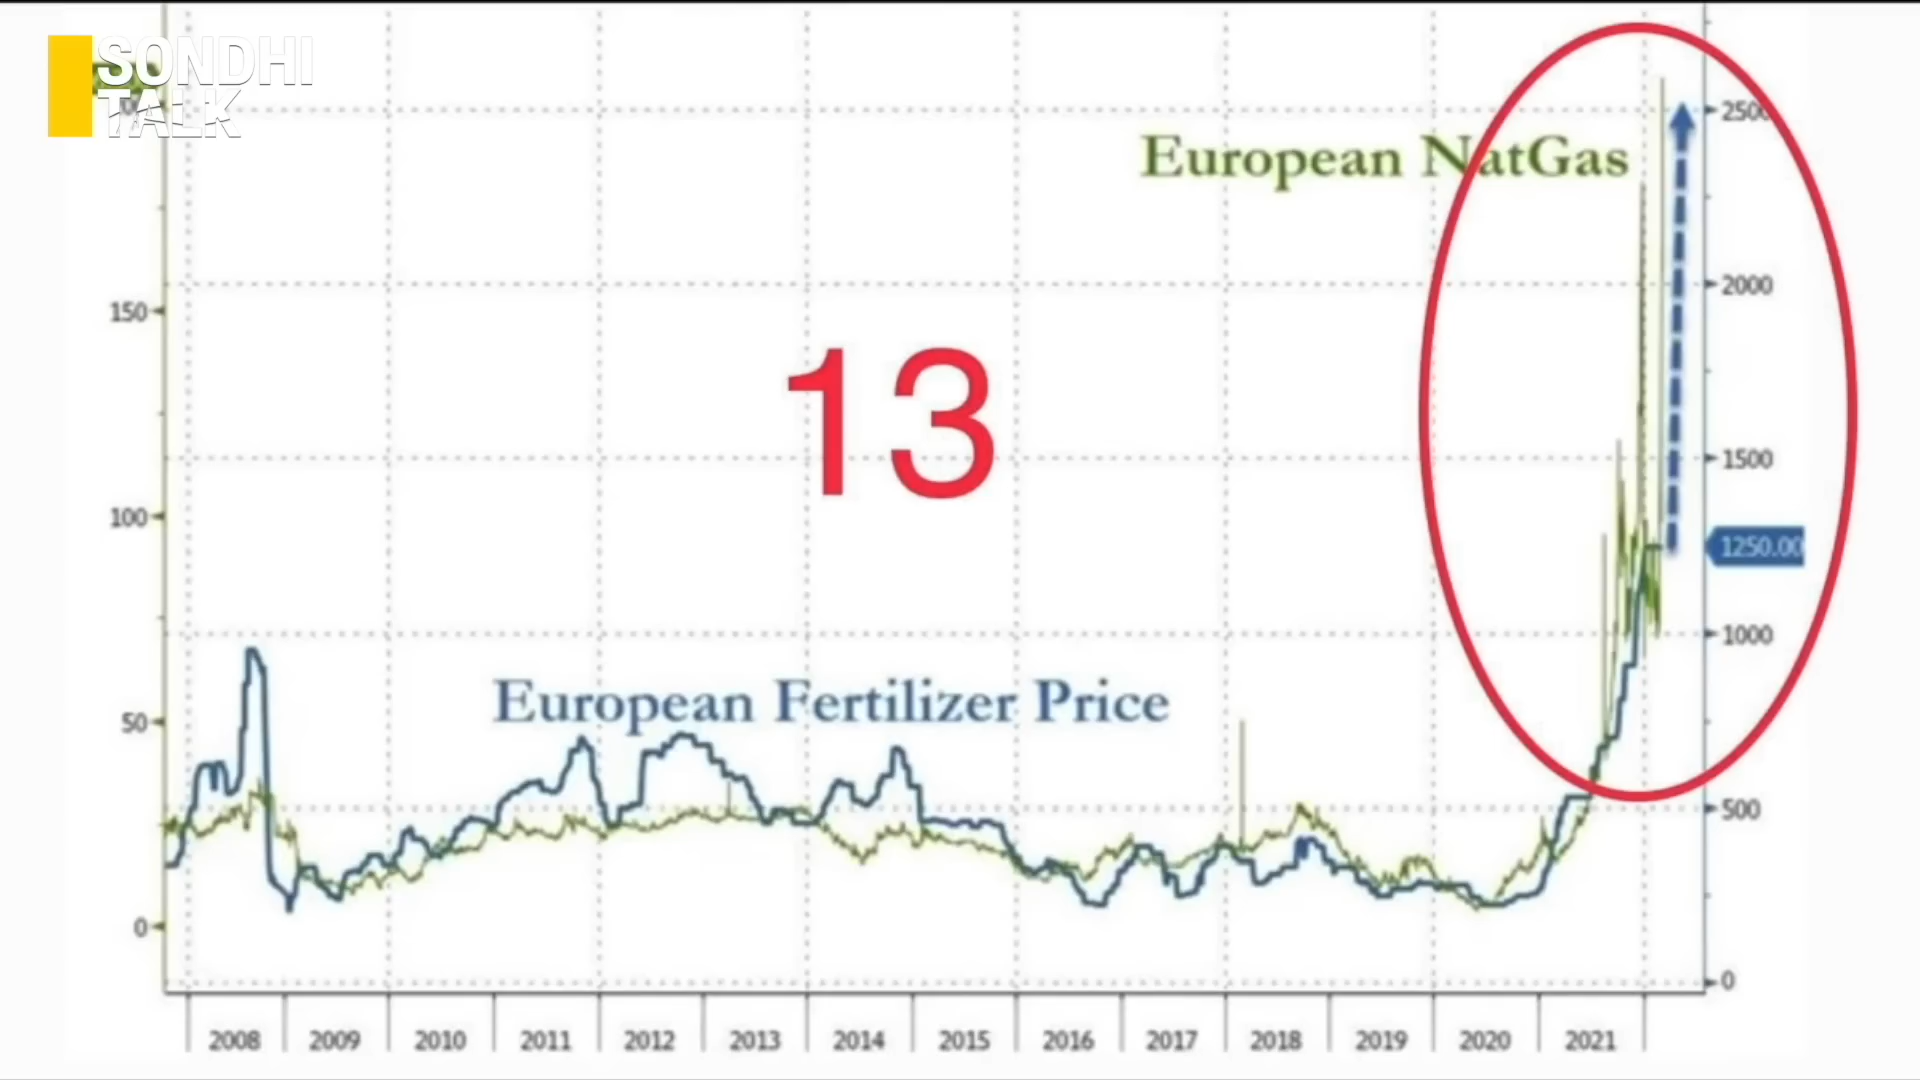 SONDHI
TALK
European NatGas
2500
2000
150
13
1500
100
1250.00
1000
European Fertilizer Price
50
500
0
0
2008 2009 2010 2011 2012 2013 2014 2015 2016 2017 2018 2019 2020 2021